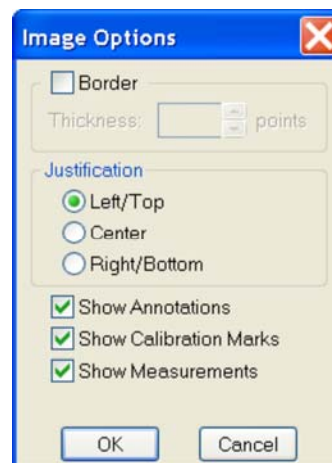 Image Options
Border
Thickness: points
Justification
Left/Top
Center
Right/Bottom
Show Annotations
Show Calibration Marks
Show Measurements
OK Cancel